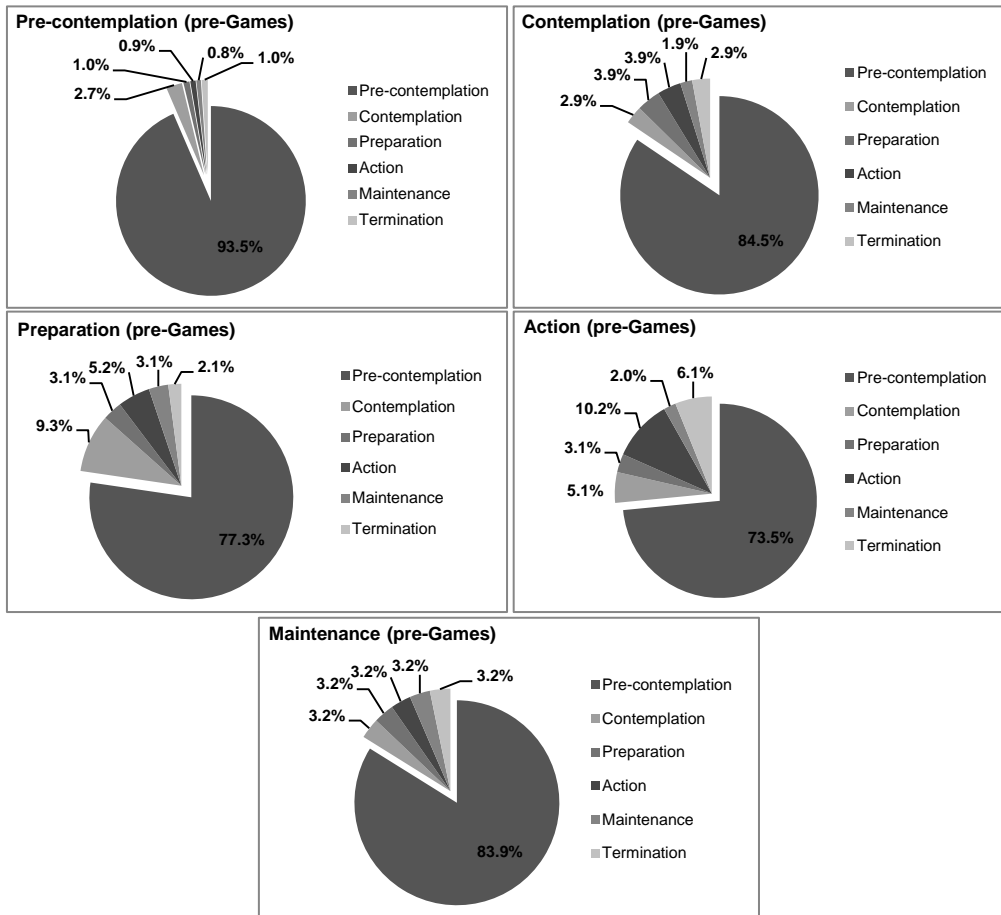 Pre-contemplation (pre-Games)
0.9%
0.8%
1.0%
1.0%
2.7%
93.5%
Pre-contemplation
Contemplation
Preparation
Action
Maintenance
Termination
Contemplation (pre-Games)
3.9%
1.9%
2.9%
3.9%
2.9%
84.5%
Pre-contemplation
Contemplation
Preparation
Action
Maintenance
Termination
Preparation (pre-Games)
5.2%
3.1%
2.1%
3.1%
9.3%
77.3%
Pre-contemplation
Contemplation
Preparation
Action
Maintenance
Termination
Action (pre-Games)
2.0%
6.1%
10.2%
3.1%
5.1%
73.5%
Pre-contemplation
Contemplation
Preparation
Action
Maintenance
Termination
Maintenance (pre-Games)
3.2%
3.2%
3.2%
3.2%
3.2%
83.9%
Pre-contemplation
Contemplation
Preparation
Action
Maintenance
Termination